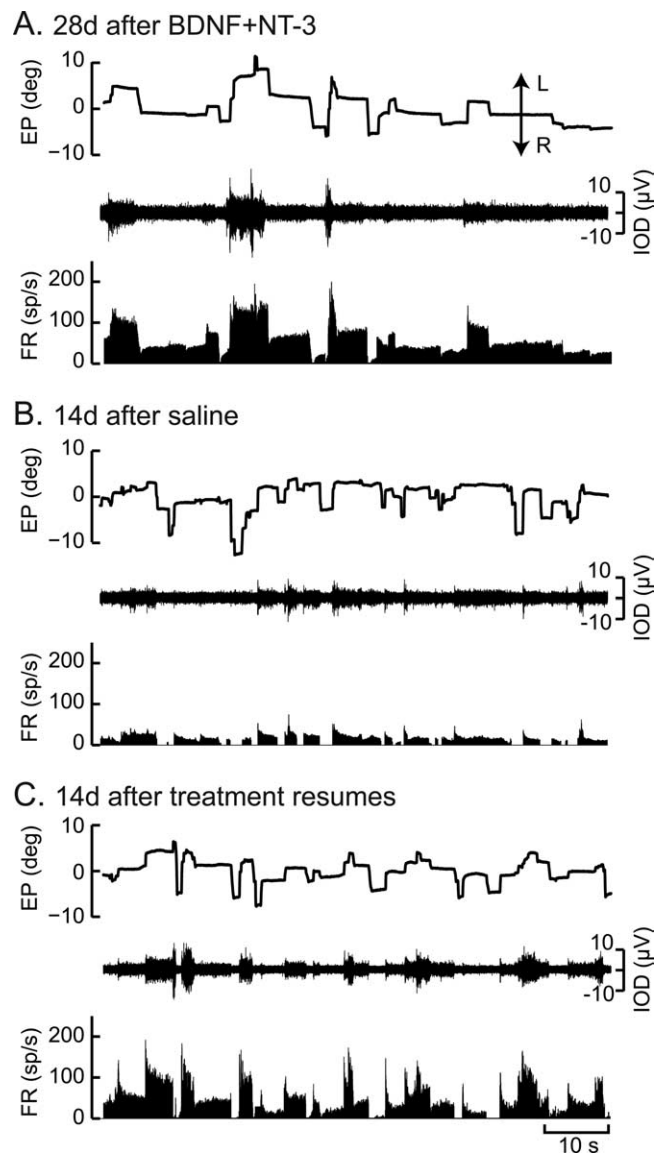 A. 28d after BDNF+NT-3
EP (deg)
10
0
−10
L
R
10
-10
IOD (μV)
FR (sp/s)
200
100
0
B. 14d after saline
EP (deg)
10
0
−10
10
-10
IOD (μV)
FR (sp/s)
200
100
0
C. 14d after treatment resumes
EP (deg)
10
0
−10
10
-10
IOD (μV)
FR (sp/s)
200
100
0
10 s